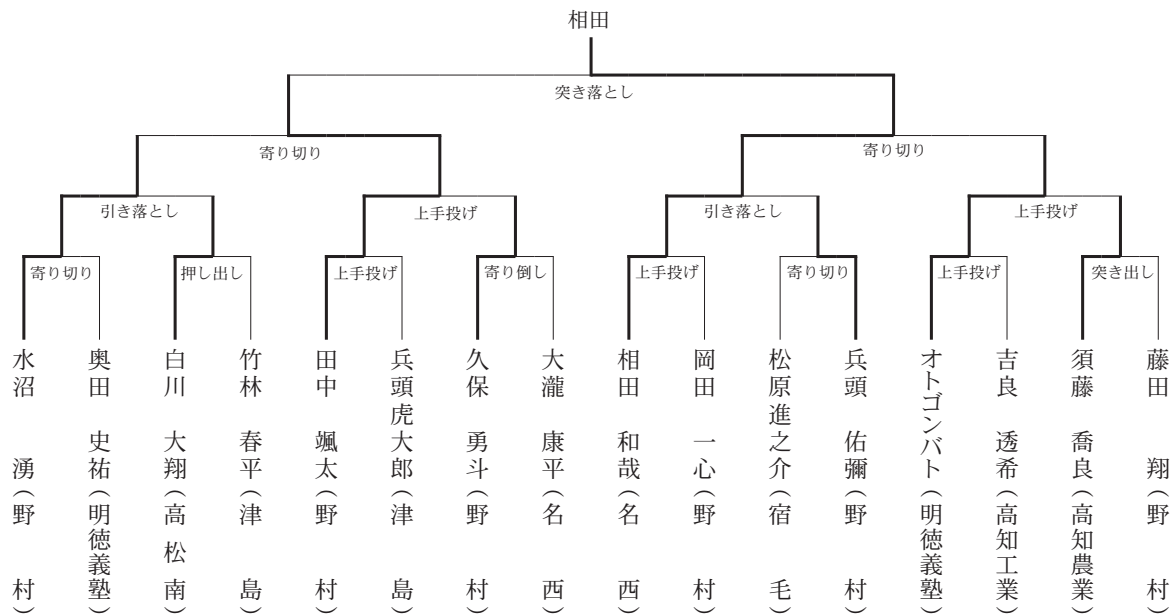 相田
突き落とし
寄り切り
寄り切り
引き落とし
上手投げ
引き落とし
上手投げ
寄り切り
押し出し
上手投げ
寄り倒し
上手投げ
寄り切り
上手投げ
突き出し
水沼 湧（野村）
奥田 史祐（明徳義塾）
白川 大翔（高松南）
竹林 春平（津島）
田中 颯太（野村）
兵頭虎大郎（津島）
久保 勇斗（野村）
大瀧 康平（名西）
相田 和哉（名西）
岡田 一心（野村）
松原進之介（宿毛）
兵頭 佑彌（野村）
オトゴンバト（明徳義塾）
吉良 透希（高知工業）
須藤 喬良（高知農業）
藤田 翔（野村）